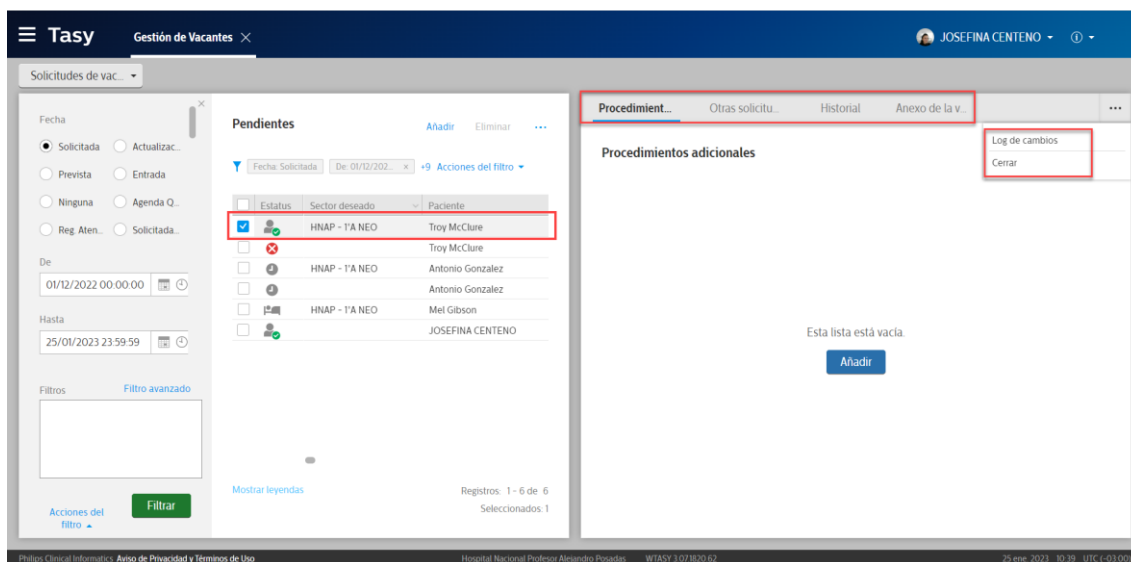 Tasy
Gestión de Vacantes
JOSEFINA CENTENO
Solicitudes de vac...
Fecha
Solicitada
Actualizac...
Prevista
Entrada
Ninguna
Agenda Q...
Reg. Aten...
Solicitada...
De
01/12/2022 00:00:00
Hasta
25/01/2023 23:59:59
Filtros
Filtro avanzado
Acciones del
filtro
Filtrar
Pendientes
Añadir
Eliminar
Fecha: Solicitada
De: 01/12/202...
+9 Acciones del filtro
Estatus Sector deseado Paciente
HNAP - 1°A NEO Troy McClure
Troy McClure
HNAP - 1°A NEO Antonio Gonzalez
Antonio Gonzalez
HNAP - 1°A NEO Mel Gibson
JOSEFINA CENTENO
Mostrar leyendas
Registros: 1 - 6 de 6
Seleccionados: 1
Procedimient... Otras solicitu... Historial Anexo de la v...
Log de cambios
Cerrar
Procedimientos adicionales
Esta lista está vacía.
Añadir
Philips Clinical Informatics Aviso de Privacidad y Términos de Uso
Hospital Nacional Profesor Alejandro Posadas
WTASY 3.07.1820.62
25 ene. 2023 10:39 UTC (-03:00)